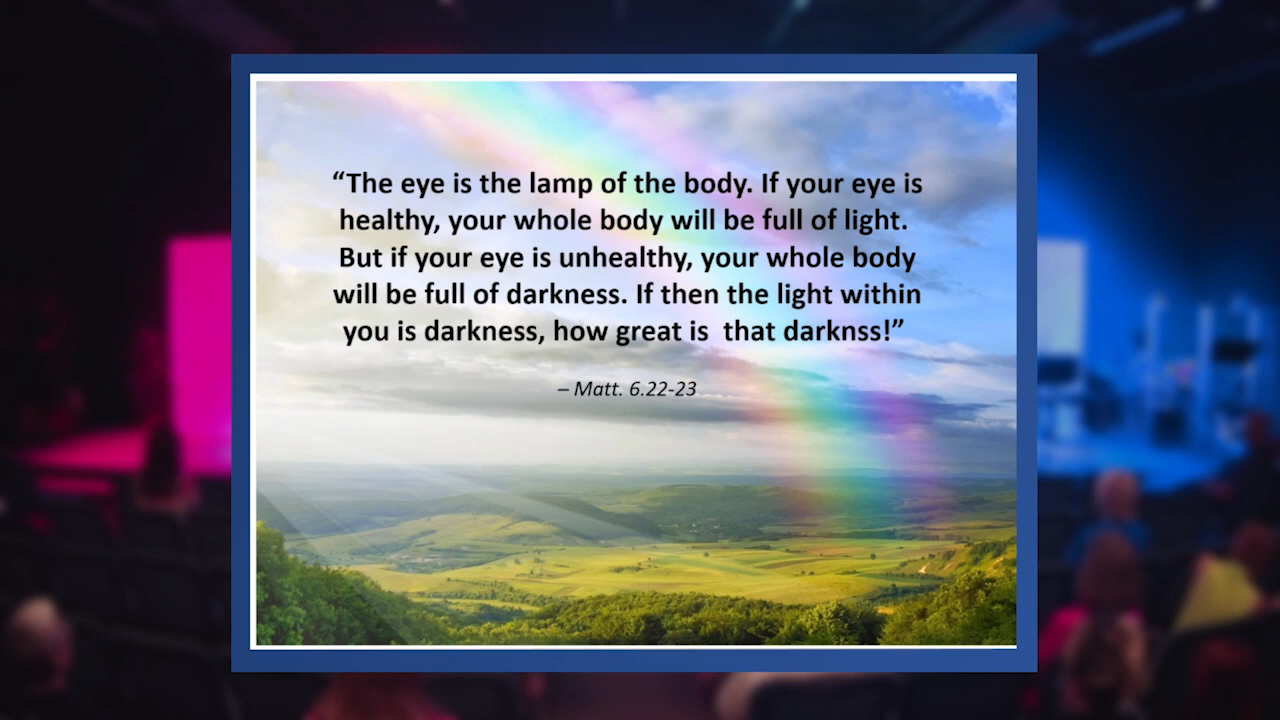 “The eye is the lamp of the body. If your eye is
healthy, your whole body will be full of light.
But if your eye is unhealthy, your whole body
will be full of darkness. If then the light within
you is darkness, how great is  that darknss!”
– Matt. 6.22-23